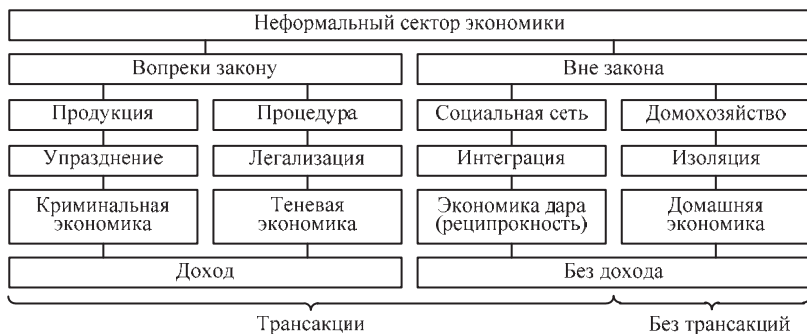 Неформальный сектор экономики
Вопреки закону
Вне закона
Продукция
Процедура
Социальная сеть
Домохозяйство
Упразднение
Легализация
Интеграция
Изоляция
Криминальная
экономика
Теневая
экономика
Экономика дара
(реципрокность)
Домашняя
экономика
Доход
Без дохода
Трансакции
Без трансакций